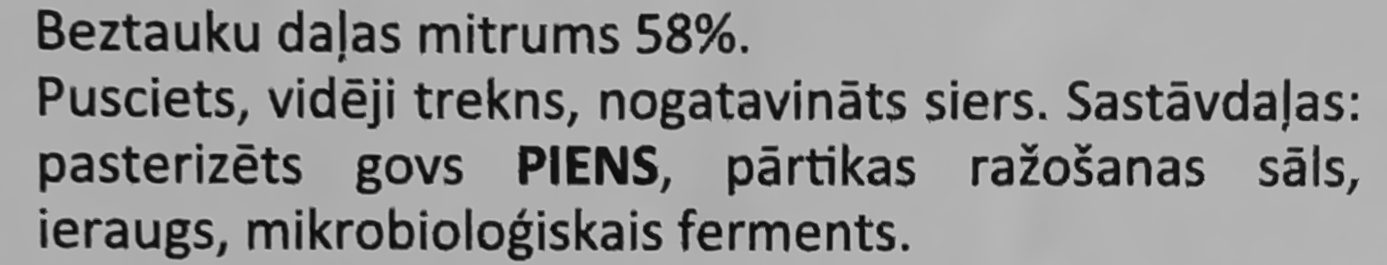 Beztauku daļas mitrums 58%.
Pusciets, vidēji trekns, nogatavināts siers. Sastāvdaļas:
pasterizēts govs PIENS, pārtikas ražošanas sāls,
ieraugs, mikrobioloģiskais ferments.